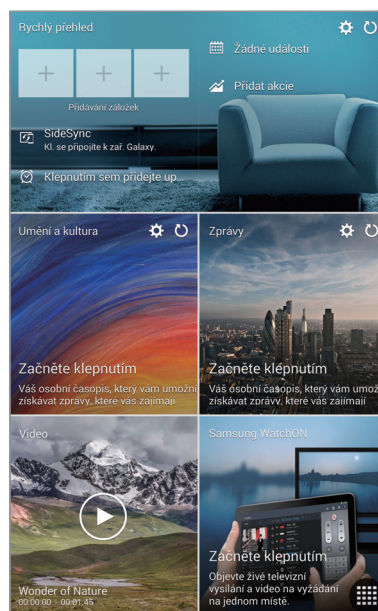 Rychlý přehled
Přidávání záložek
SideSync
Kl. se připojíte k zař. Galaxy.
Klepnutím sem přidejte up...
Žádné události
Přidat akcie
Umění a kultura
Začněte klepnutím
Váš osobní časopis, který vám umožní
získávat zprávy, které vás zajímají
Zprávy
Začněte klepnutím
Váš osobní časopis, který vám umožní
získávat zprávy, které vás zajímají
Video
Wonder of Nature
00:00:00 00:01:45
Samsung WatchON
Začněte klepnutím
Objevte živé televizní
vysílání a video na vyžádání
na jednom místě.